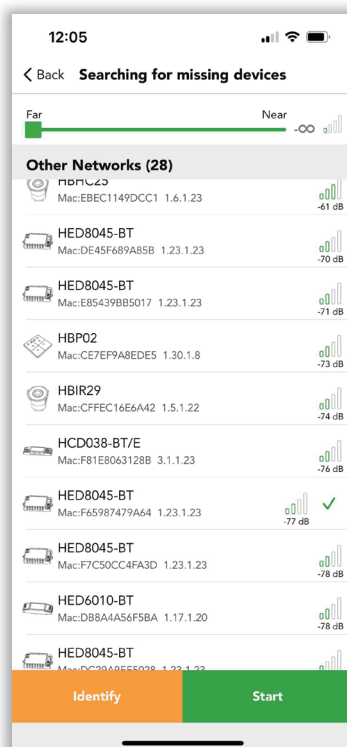 12:05
Back Searching for missing devices
Far Near
-∞
Other Networks (28)
HBHC25
Mac:EBEC1149DCC1 1.6.1.23
-61 dB
HED8045-BT
Mac:DE45F689A85B 1.23.1.23
-70 dB
HED8045-BT
Mac:E85439BB5017 1.23.1.23
-71 dB
HBP02
Mac:CE7EF9A8EDE5 1.30.1.8
-73 dB
HBIR29
Mac:CFFEC16E6A42 1.5.1.22
-74 dB
HCD038-BT/E
Mac:F81E8063128B 3.1.1.23
-76 dB
HED8045-BT
Mac:F65987479A64 1.23.1.23
-77 dB
HED8045-BT
Mac:F7C50CC4FA3D 1.23.1.23
-78 dB
HED6010-BT
Mac:DB8A4A56F5BA 1.17.1.20
-78 dB
HED8045-BT
Identify Start